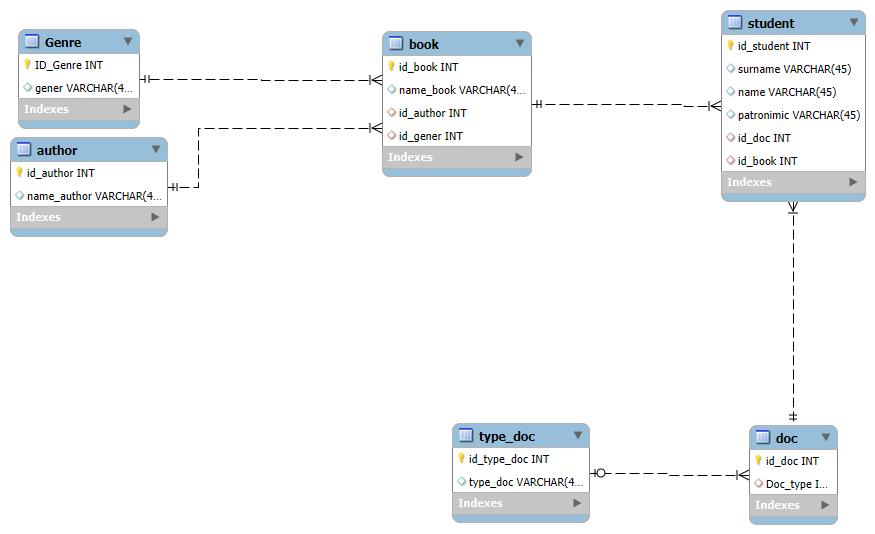 Genre
ID_Genre INT
gener VARCHAR(4...
Indexes
author
id_author INT
name_author VARCHAR(4...
Indexes
book
id_book INT
name_book VARCHAR(4...
id_author INT
id_gener INT
Indexes
student
id_student INT
surname VARCHAR(45)
name VARCHAR(45)
patronimic VARCHAR(45)
id_doc INT
id_book INT
Indexes
type_doc
id_type_doc INT
type_doc VARCHAR(4...
Indexes
doc
id_doc INT
Doc_type I...
Indexes